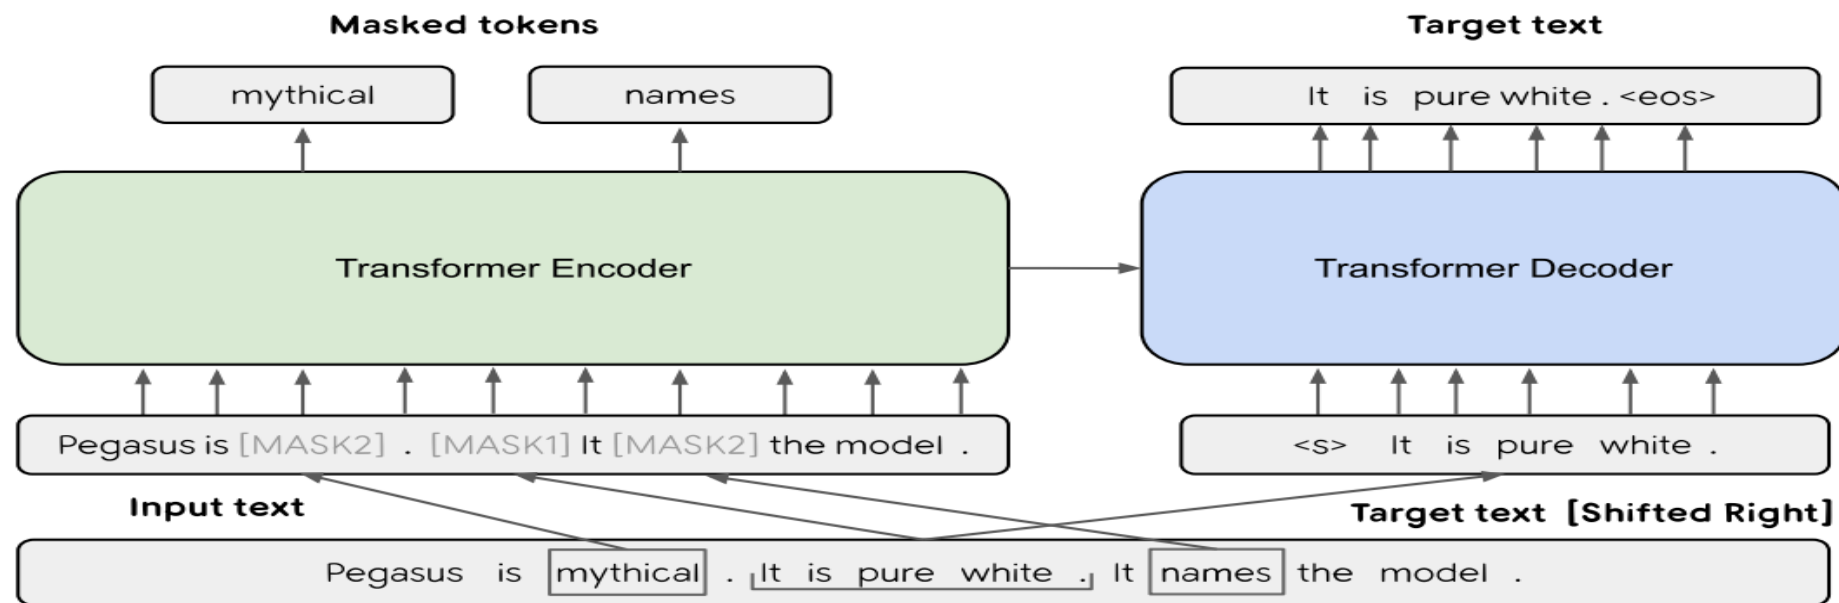 Masked tokens
Target text
mythical
names
It is pure white . <eos>
Transformer Encoder
Transformer Decoder
Pegasus is [MASK2] . [MASK1] It [MASK2] the model .
<s> It is pure white .
Input text
Target text [Shifted Right]
Pegasus is mythical . It is pure white . It names the model .